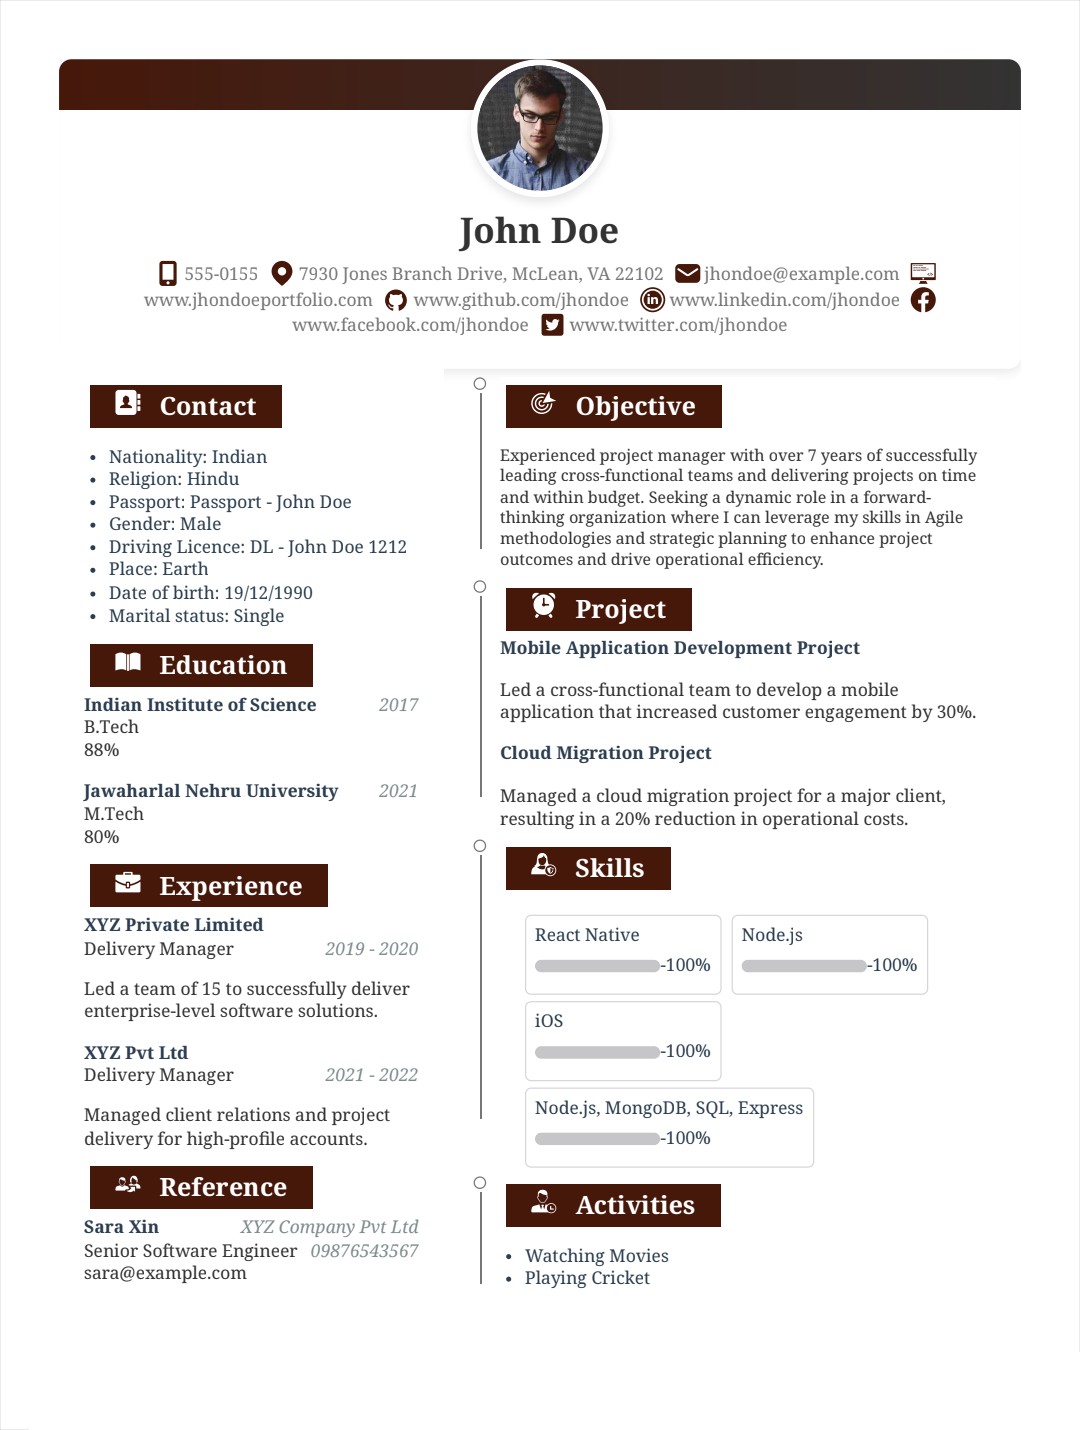 John Doe
555-0155 7930 Jones Branch Drive, McLean, VA 22102 jhondoe@example.com
www.jhondoeportfolio.com www.github.com/jhondoe www.linkedin.com/jhondoe
www.facebook.com/jhondoe www.twitter.com/jhondoe
Contact
• Nationality: Indian
• Religion: Hindu
• Passport: Passport - John Doe
• Gender: Male
• Driving Licence: DL - John Doe 1212
• Place: Earth
• Date of birth: 19/12/1990
• Marital status: Single
Education
Indian Institute of Science 2017
B.Tech
88%
Jawaharlal Nehru University 2021
M.Tech
80%
Experience
XYZ Private Limited
Delivery Manager 2019 - 2020
Led a team of 15 to successfully deliver
enterprise-level software solutions.
XYZ Pvt Ltd
Delivery Manager 2021 - 2022
Managed client relations and project
delivery for high-profile accounts.
Reference
Sara Xin XYZ Company Pvt Ltd
Senior Software Engineer 09876543567
sara@example.com
Objective
Experienced project manager with over 7 years of successfully
leading cross-functional teams and delivering projects on time
and within budget. Seeking a dynamic role in a forward-
thinking organization where I can leverage my skills in Agile
methodologies and strategic planning to enhance project
outcomes and drive operational efficiency.
Project
Mobile Application Development Project
Led a cross-functional team to develop a mobile
application that increased customer engagement by 30%.
Cloud Migration Project
Managed a cloud migration project for a major client,
resulting in a 20% reduction in operational costs.
Skills
React Native Node.js
-100% -100%
iOS
-100%
Node.js, MongoDB, SQL, Express
-100%
Activities
• Watching Movies
• Playing Cricket